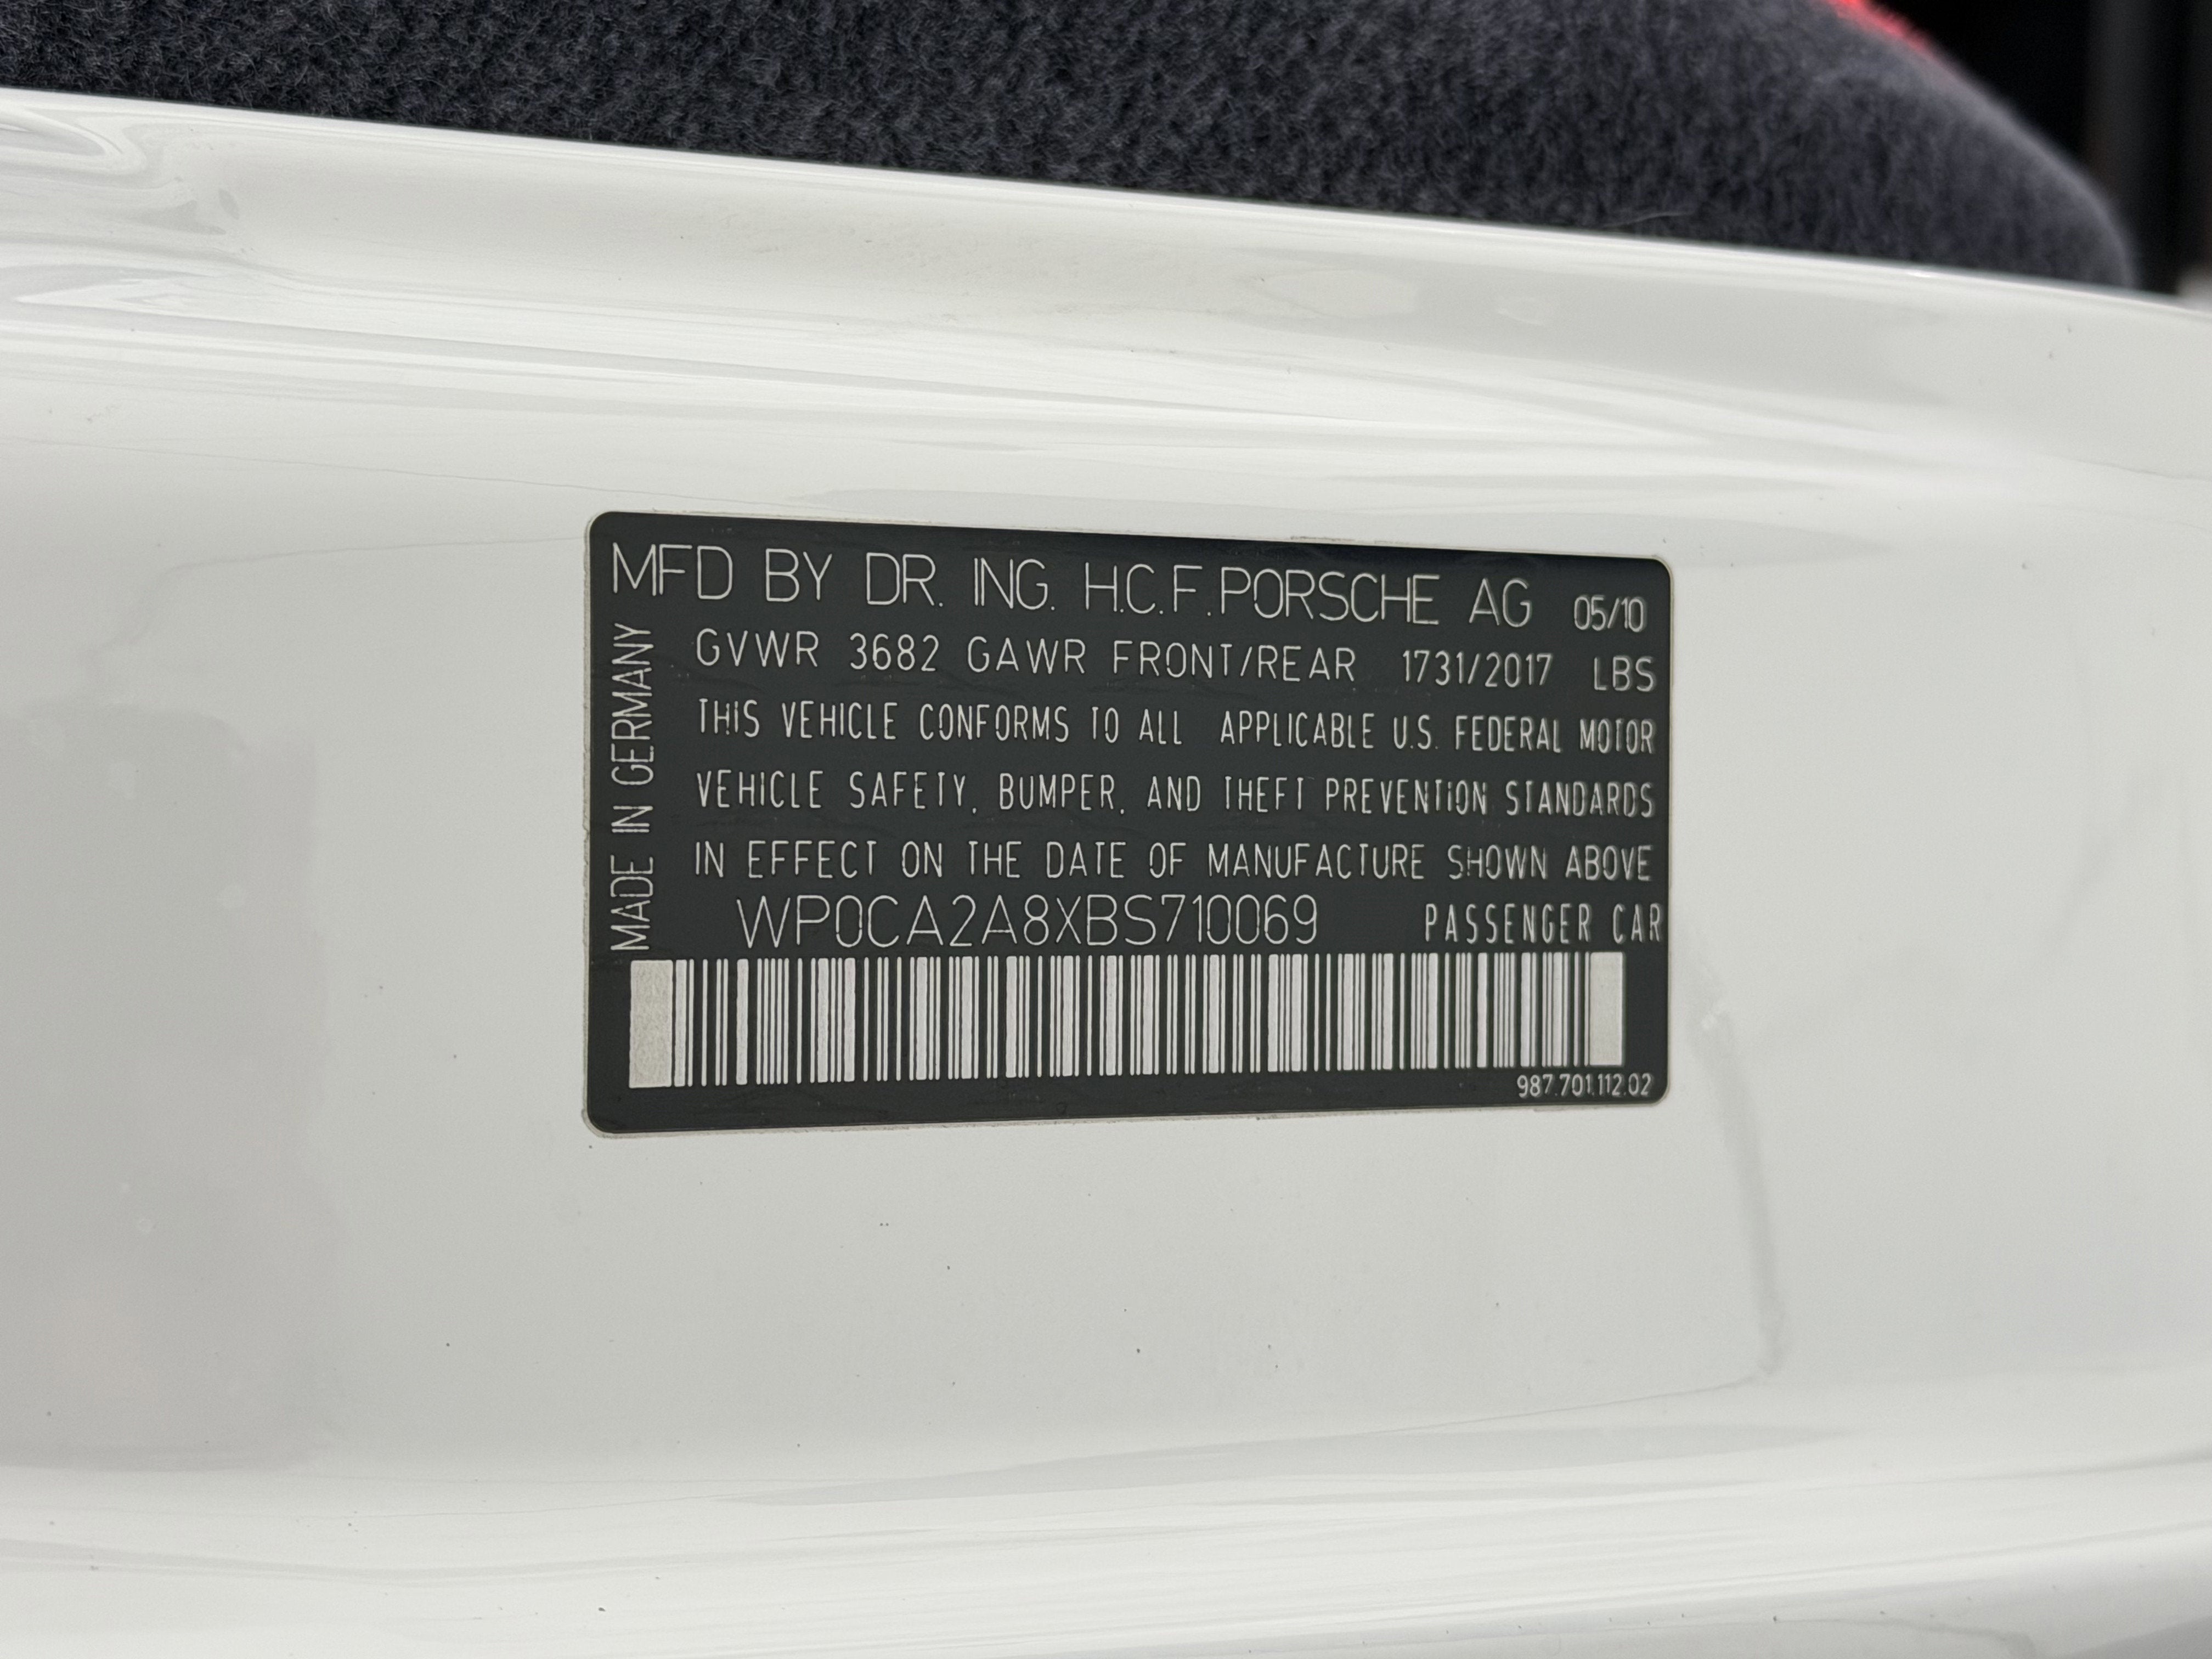 MFD BY DR. ING. H.C.F. PORSCHE AG 05/10
GVWR 3682 GAWR FRONT/REAR 1731/2017 LBS
THIS VEHICLE CONFORMS TO ALL APPLICABLE U.S. FEDERAL MOTOR
VEHICLE SAFETY, BUMPER, AND THEFT PREVENTION STANDARDS
IN EFFECT ON THE DATE OF MANUFACTURE SHOWN ABOVE
WP0CA2A8XBS710069 PASSENGER CAR
987.701.112.02
MADE IN GERMANY